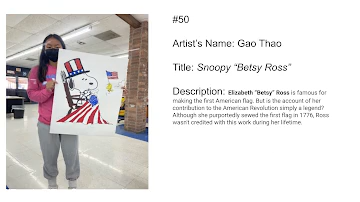 #50
Artist's Name: Gao Thao
Title: Snoopy “Betsy Ross”
Description: Elizabeth "Betsy" Ross is famous for
making the first American flag. But is the account of her
contribution to the American Revolution simply a legend?
Although she purportedly sewed the first flag in 1776, Ross
wasn't credited with this work during her lifetime.